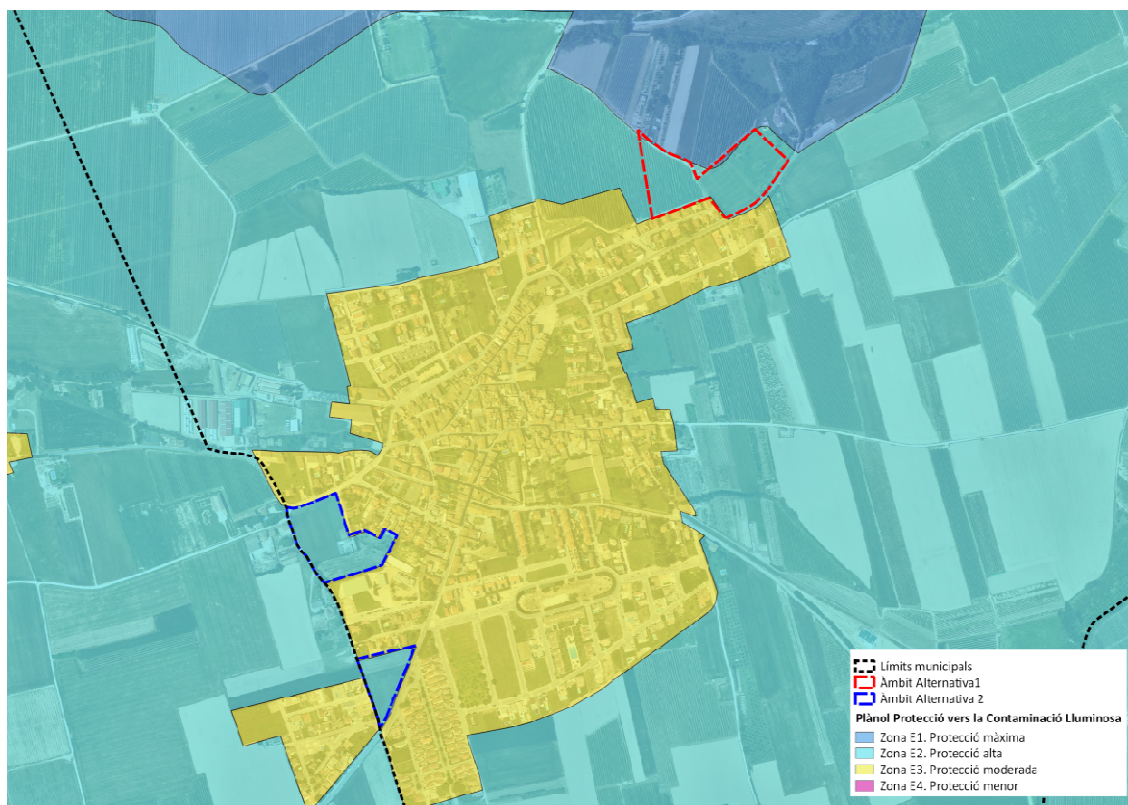 Límits municipals
Àmbit Alternativa1
Àmbit Alternativa 2
Plànol Protecció vers la Contaminació Lluminosa
Zona E1. Protecció màxima
Zona E2. Protecció alta
Zona E3. Protecció moderada
Zona E4. Protecció menor